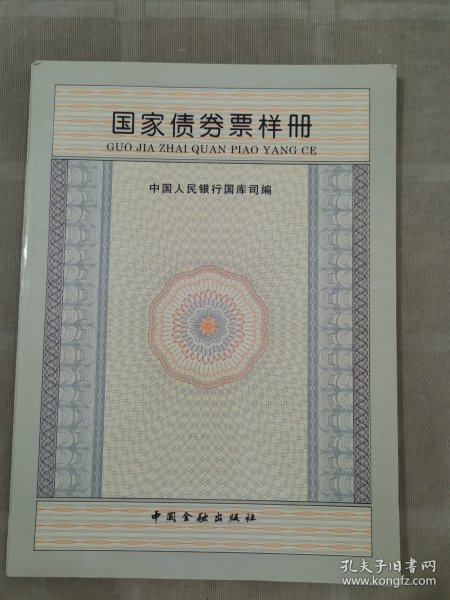 国家债券票样册
GUO JIA ZHAI QUAN PIAO YANG CE
中国人民银行国库司编
中国金融出版社
孔夫子旧书网
www.kongfz.com